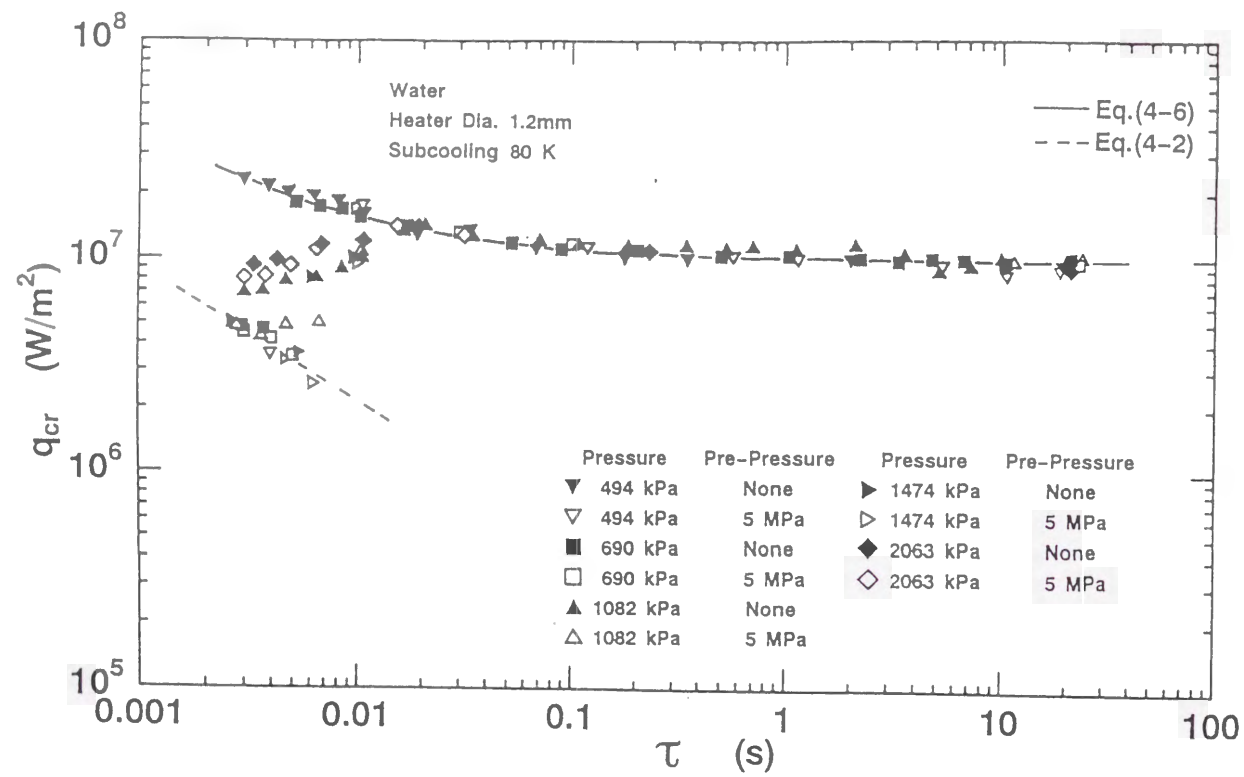 10^8
Water
Heater Dia. 1.2mm
Subcooling 80 K
Eq.(4-6)
Eq.(4-2)
10^7
q_cr (W/m^2)
10^6
Pressure Pre-Pressure Pressure Pre-Pressure
▼ 494 kPa None ▶ 1474 kPa None
▽ 494 kPa 5 MPa ▷ 1474 kPa 5 MPa
■ 690 kPa None ◆ 2063 kPa None
□ 690 kPa 5 MPa ◇ 2063 kPa 5 MPa
▲ 1082 kPa None
△ 1082 kPa 5 MPa
10^5
0.001 0.01 0.1 1 10 100
τ (s)